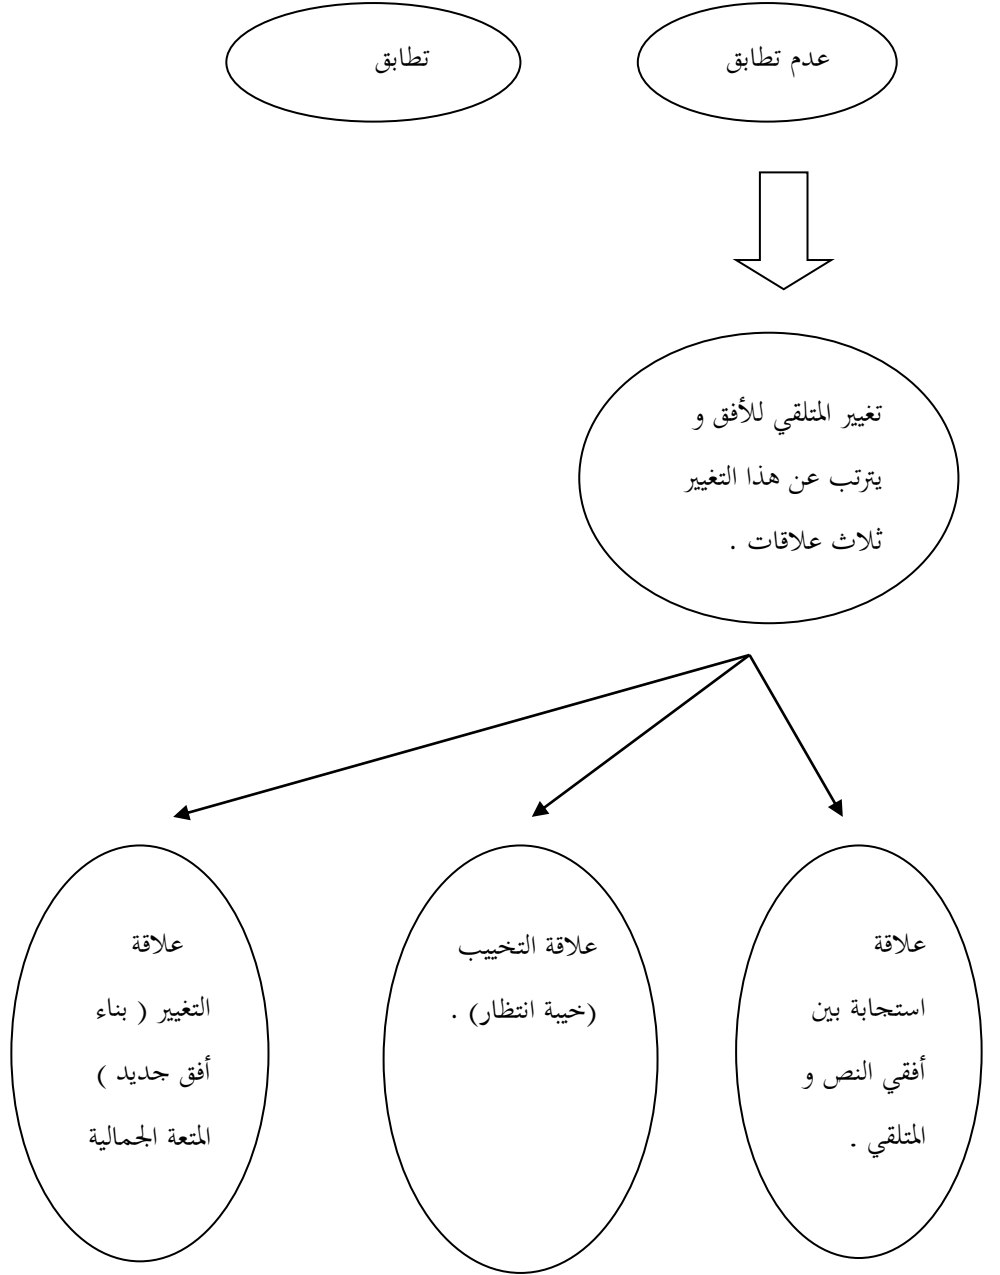 عدم تطابق
تطابق
تغيير المتلقي للأفق و
يترتب عن هذا التغيير
ثلاث علاقات .
علاقة
استجابة بين
أفقي النص و
المتلقي .
علاقة التخييب
(خيبة انتظار) .
علاقة
التغيير ( بناء
أفق جديد )
المتعة الجمالية